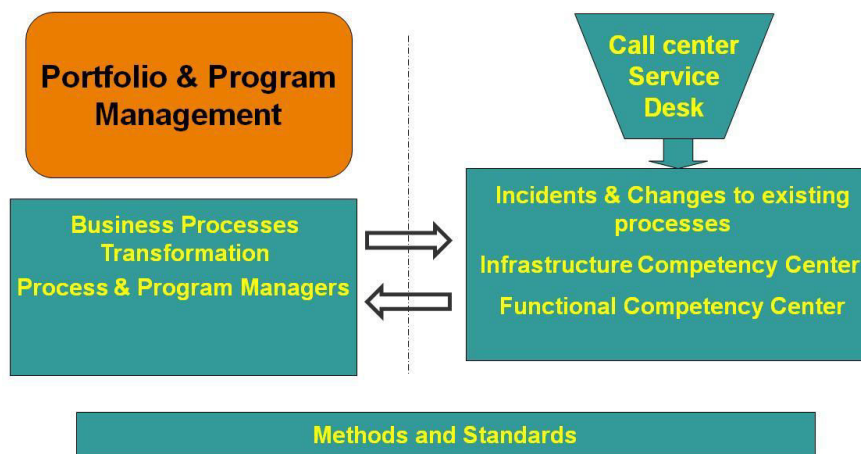 Portfolio & Program
Management
Call center
Service
Desk
Business Processes
Transformation
Process & Program Managers
Incidents & Changes to existing
processes
Infrastructure Competency Center
Functional Competency Center
Methods and Standards